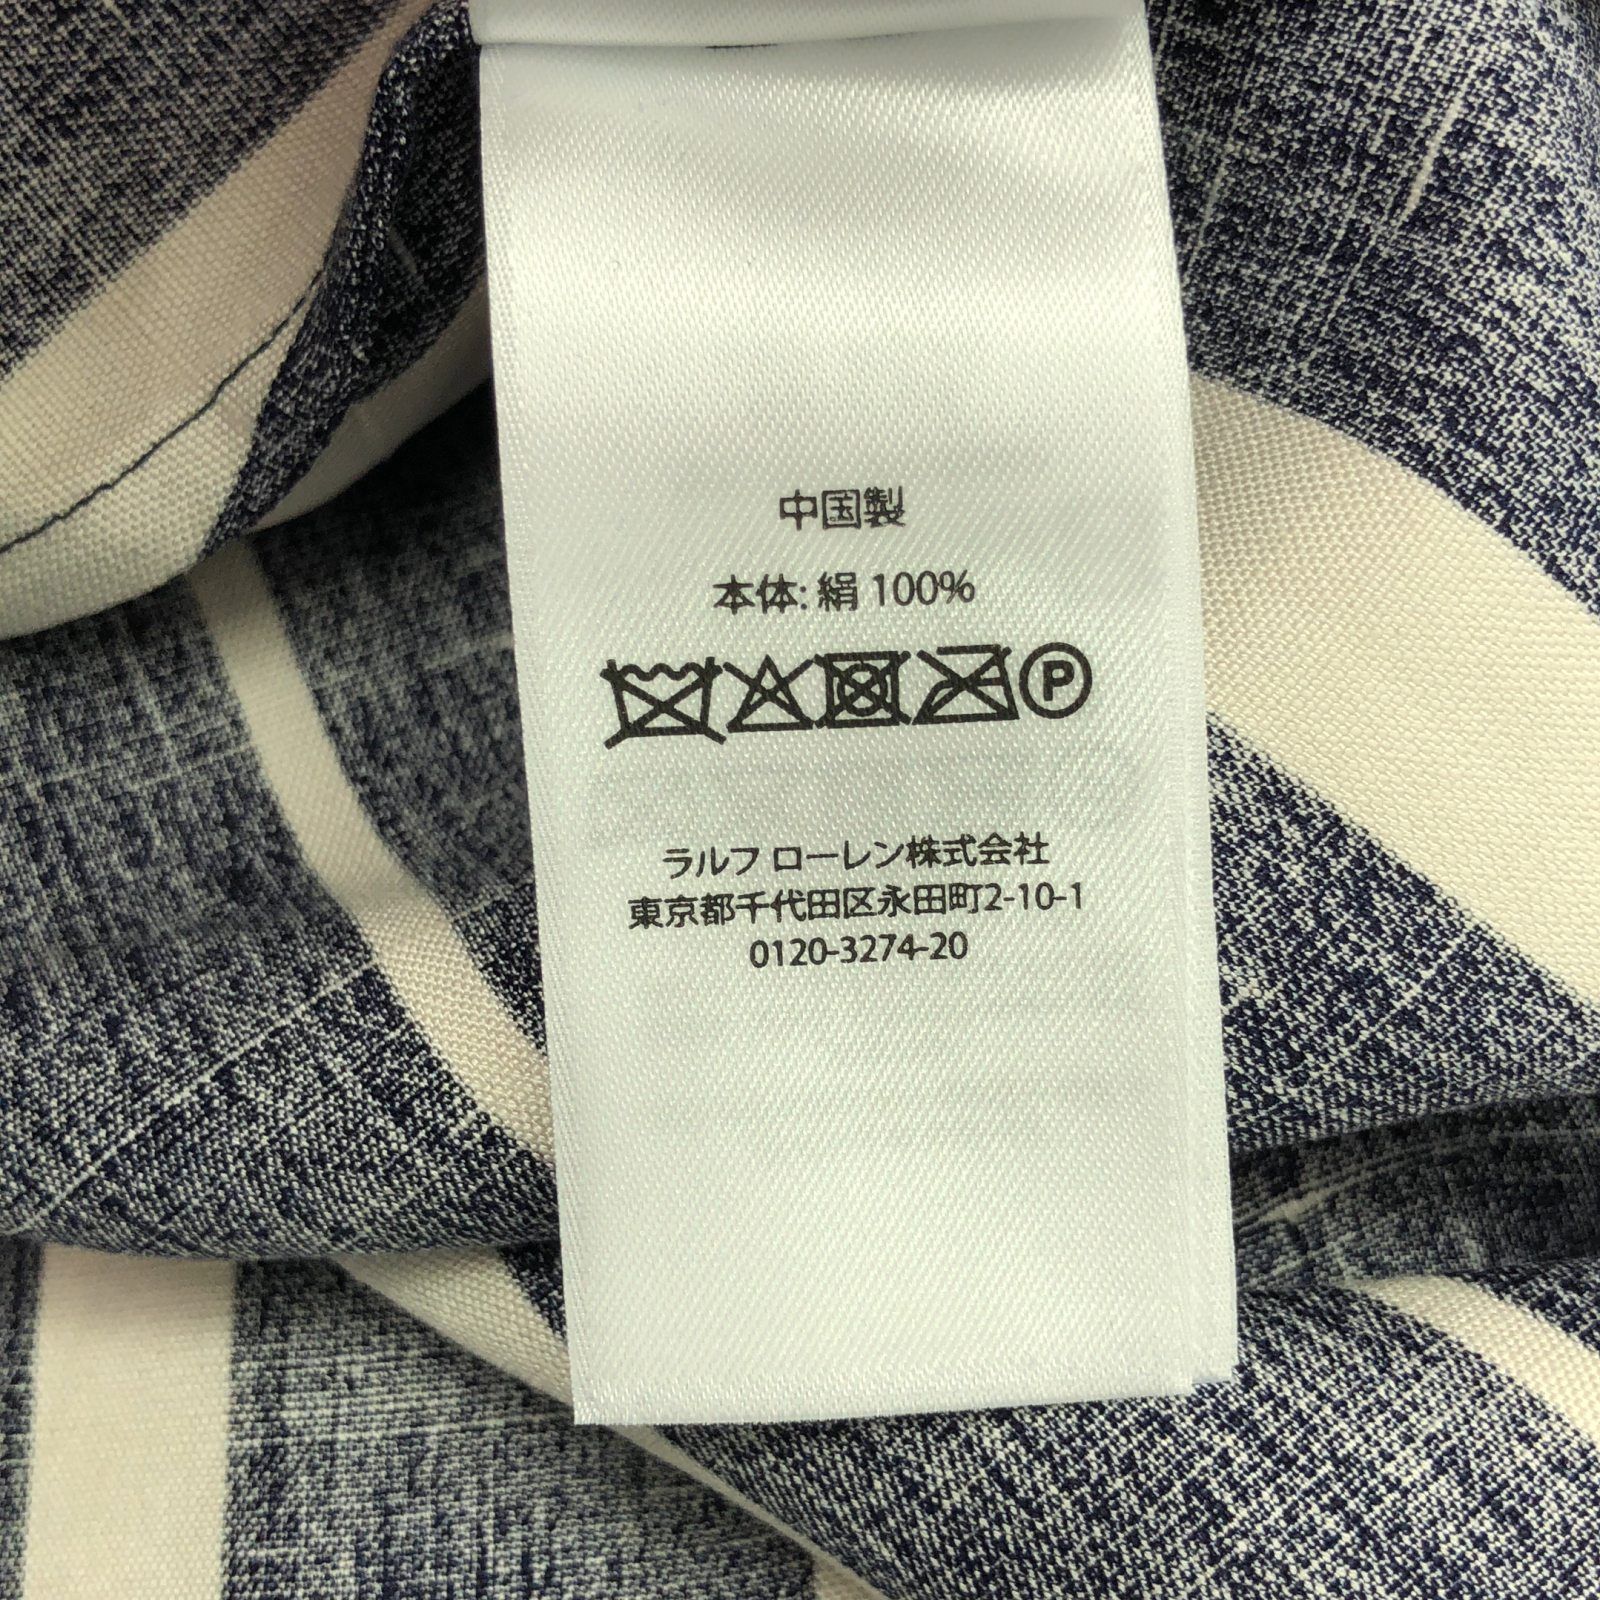 中国製
本体: 絹 100%
P
ラルフ ローレン株式会社
東京都千代田区永田町2-10-1
0120-3274-20